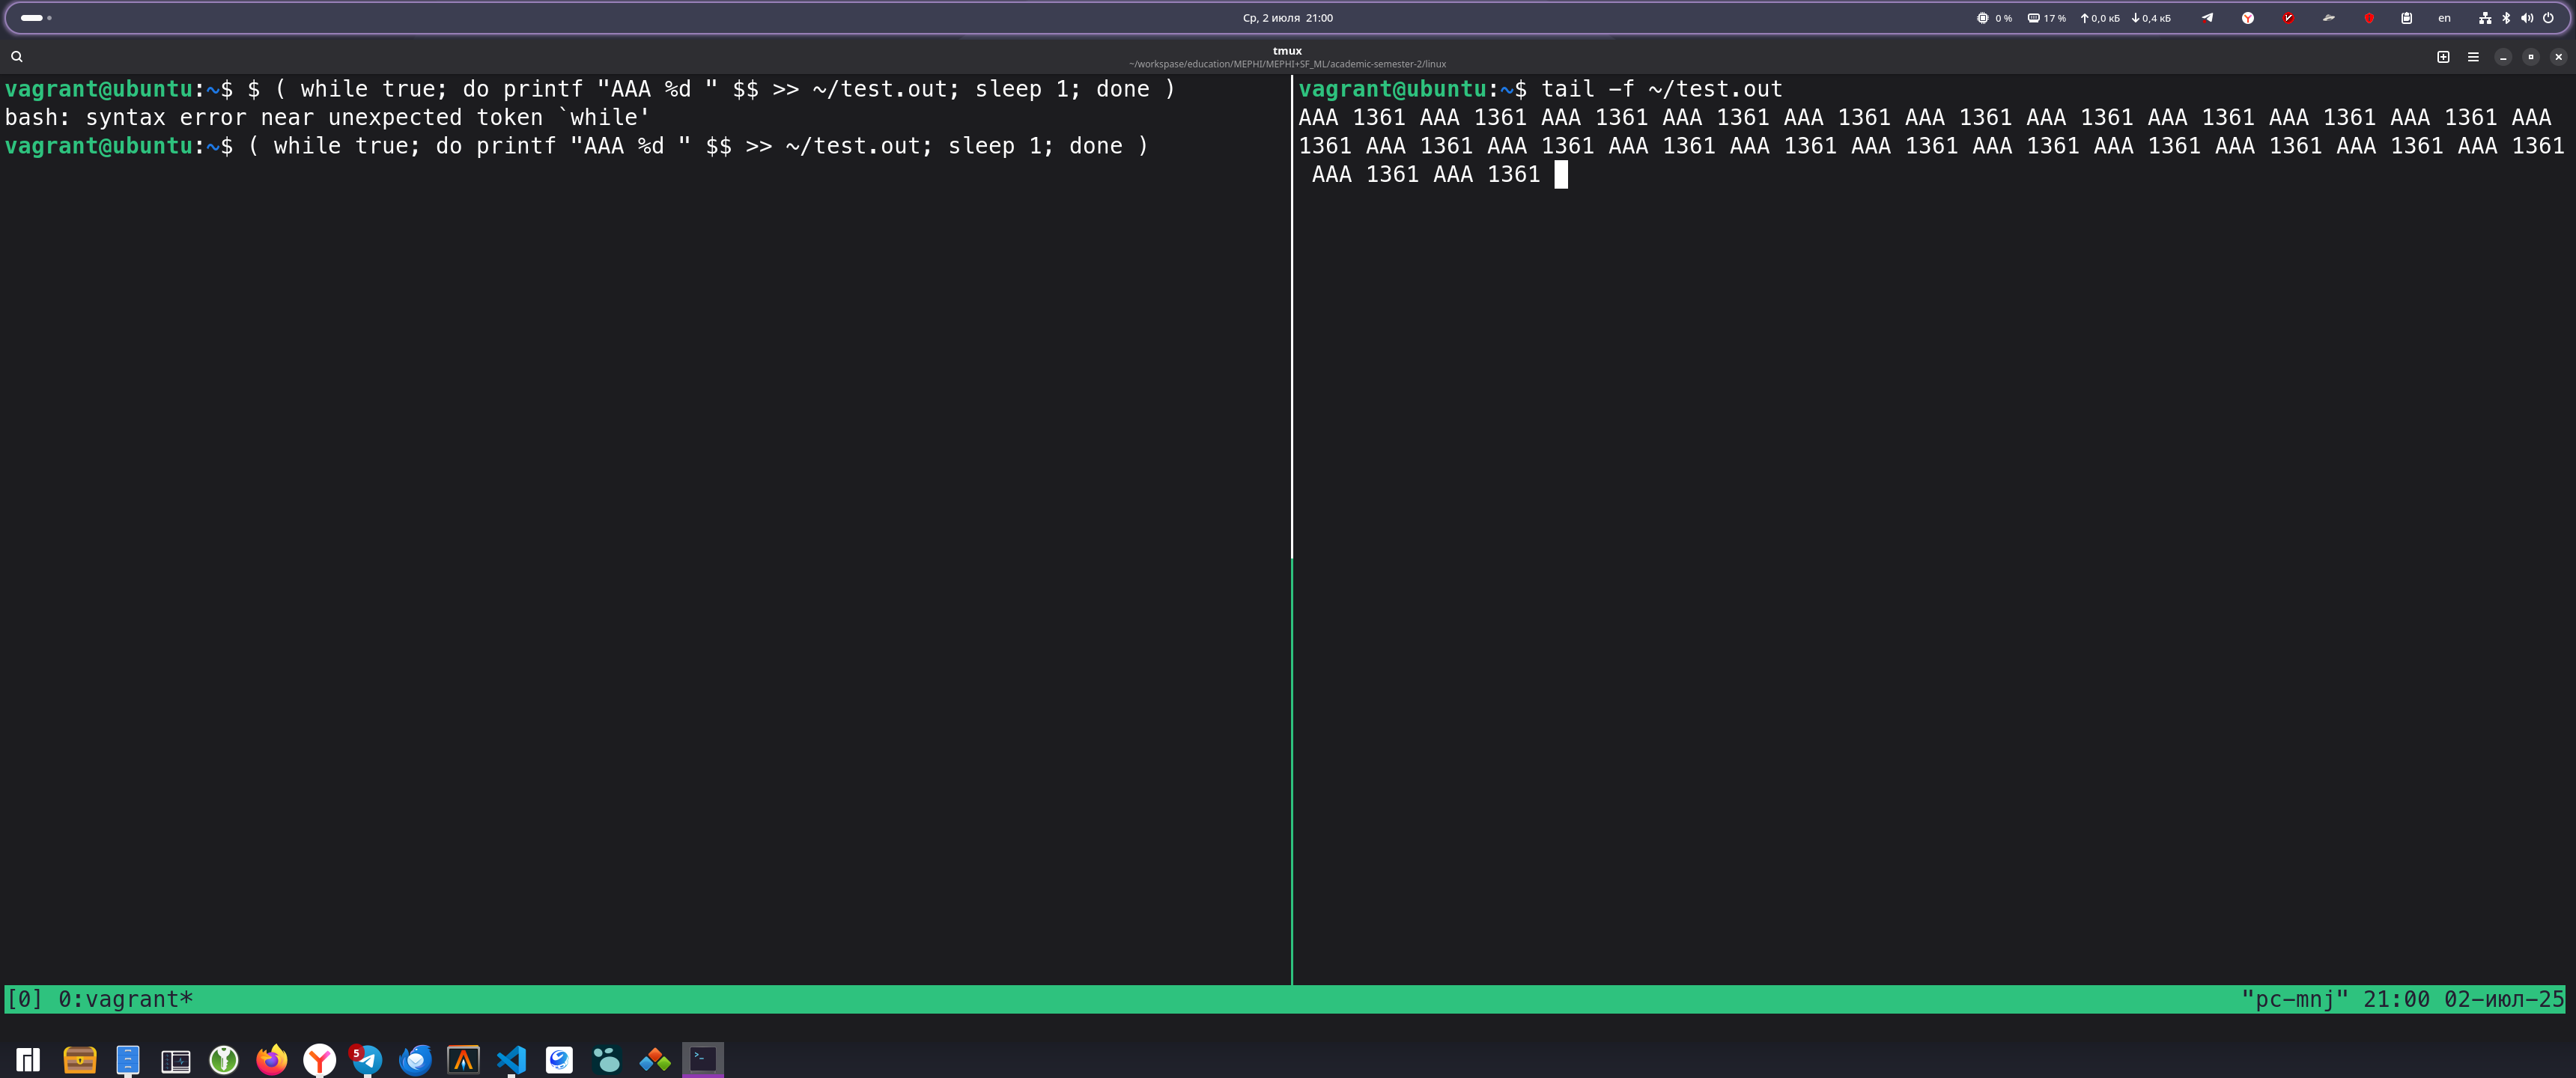 Ср, 2 июля 21:00
0 % 17 % 0,0 кБ 0,4 кБ en
tmux
~/workspase/education/MEPHI/MEPHI+SF_ML/academic-semester-2/linux
vagrant@ubuntu:~$ $ ( while true; do printf "AAA %d " $$ >> ~/test.out; sleep 1; done )
bash: syntax error near unexpected token `while'
vagrant@ubuntu:~$ ( while true; do printf "AAA %d " $$ >> ~/test.out; sleep 1; done )
vagrant@ubuntu:~$ tail -f ~/test.out
AAA 1361 AAA 1361 AAA 1361 AAA 1361 AAA 1361 AAA 1361 AAA 1361 AAA 1361 AAA 1361 AAA 1361 AAA
1361 AAA 1361 AAA 1361 AAA 1361 AAA 1361 AAA 1361 AAA 1361 AAA 1361 AAA 1361 AAA 1361 AAA 1361
AAA 1361 AAA 1361
[0] 0:vagrant*
"pc-mnj" 21:00 02-июл-25
5